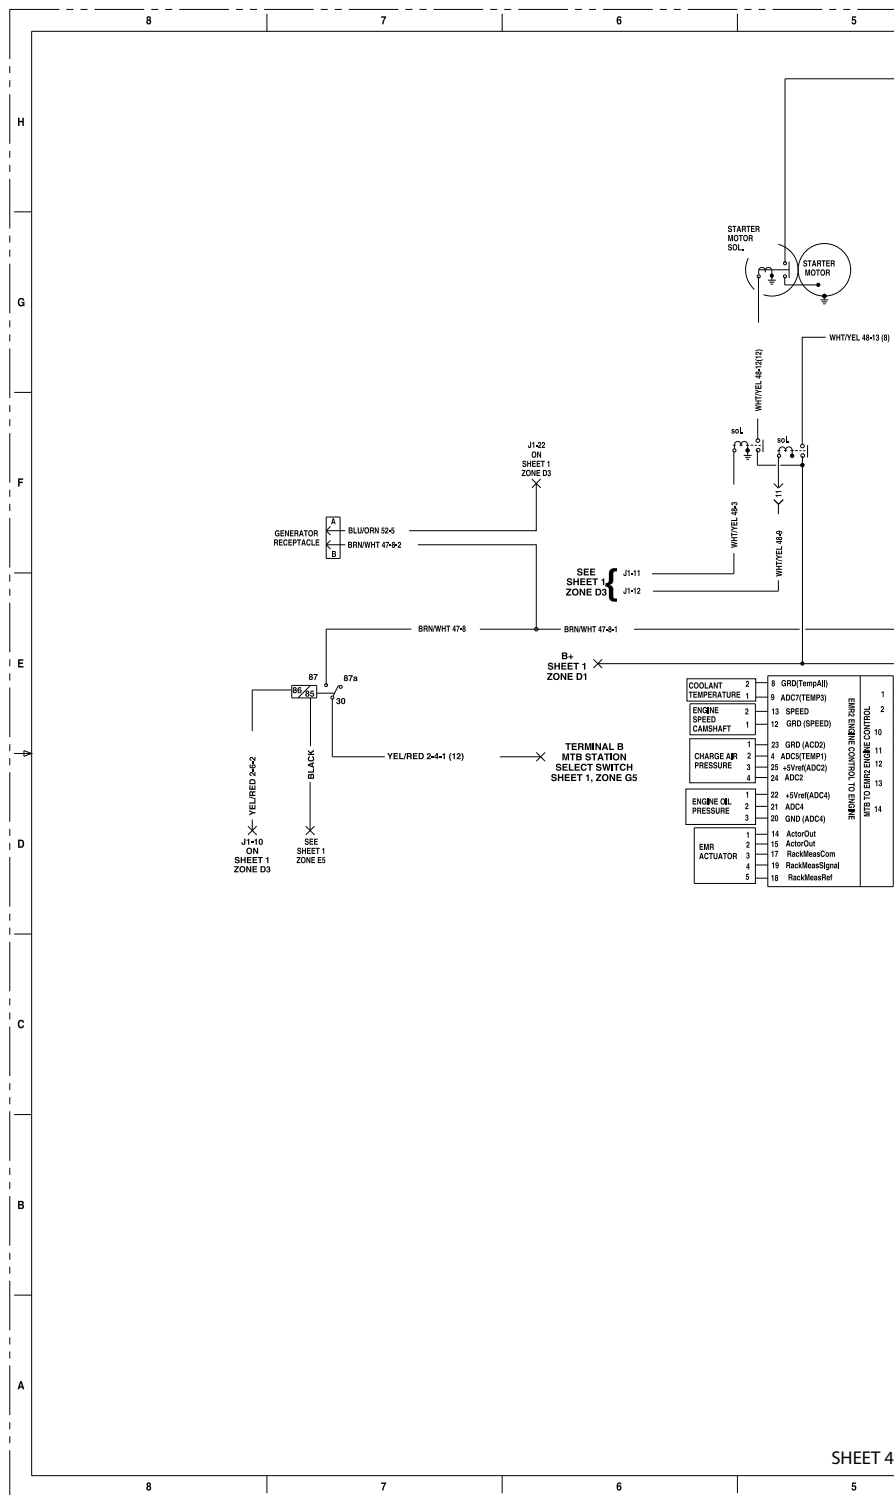 8 7 6 5
H
STARTER
MOTOR
SOL.
STARTER
MOTOR
G
WHT/YEL 48-13 (8)
WHT/YEL 48-12(12)
soL
soL
J1-22
ON
SHEET 1
ZONE D3
F
11
A
GENERATOR
RECEPTACLE
BLU/ORN 52-5
BRN/WHT 47-8-2
B
WHT/YEL 48-3
WHT/YEL 48-9
SEE
SHEET 1
ZONE D3
{
J1-11
J1-12
BRN/WHT 47-8
BRN/WHT 47-8-1
E
B+
SHEET 1
ZONE D1
87
87a
86
85
30
YEL/RED 2-4-1 (12)
TERMINAL B
MTB STATION
SELECT SWITCH
SHEET 1, ZONE G5
YEL/RED 2-6-2
BLACK
J1-10
ON
SHEET 1
ZONE D3
SEE
SHEET 1
ZONE E5
COOLANT
TEMPERATURE
2 8 GRD(TempAll)
1 9 ADC7(TEMP3)
ENGINE
SPEED
CAMSHAFT
2 13 SPEED
1 12 GRD (SPEED)
CHARGE AIR
PRESSURE
1 23 GRD (ACD2)
2 4 ADC5(TEMP1)
3 25 +5Vref(ADC2)
4 24 ADC2
ENGINE OIL
PRESSURE
1 22 +5Vref(ADC4)
2 21 ADC4
3 20 GND (ADC4)
EMR
ACTUATOR
1 14 ActorOut
2 15 ActorOut
3 17 RackMeasCom
4 19 RackMeasSignal
5 18 RackMeasRef
EMR2 ENGINE CONTROL TO ENGINE
MTB TO EMR2 ENGINE CONTROL
1
2
10
11
12
13
14
D
C
B
A
SHEET 4
8 7 6 5